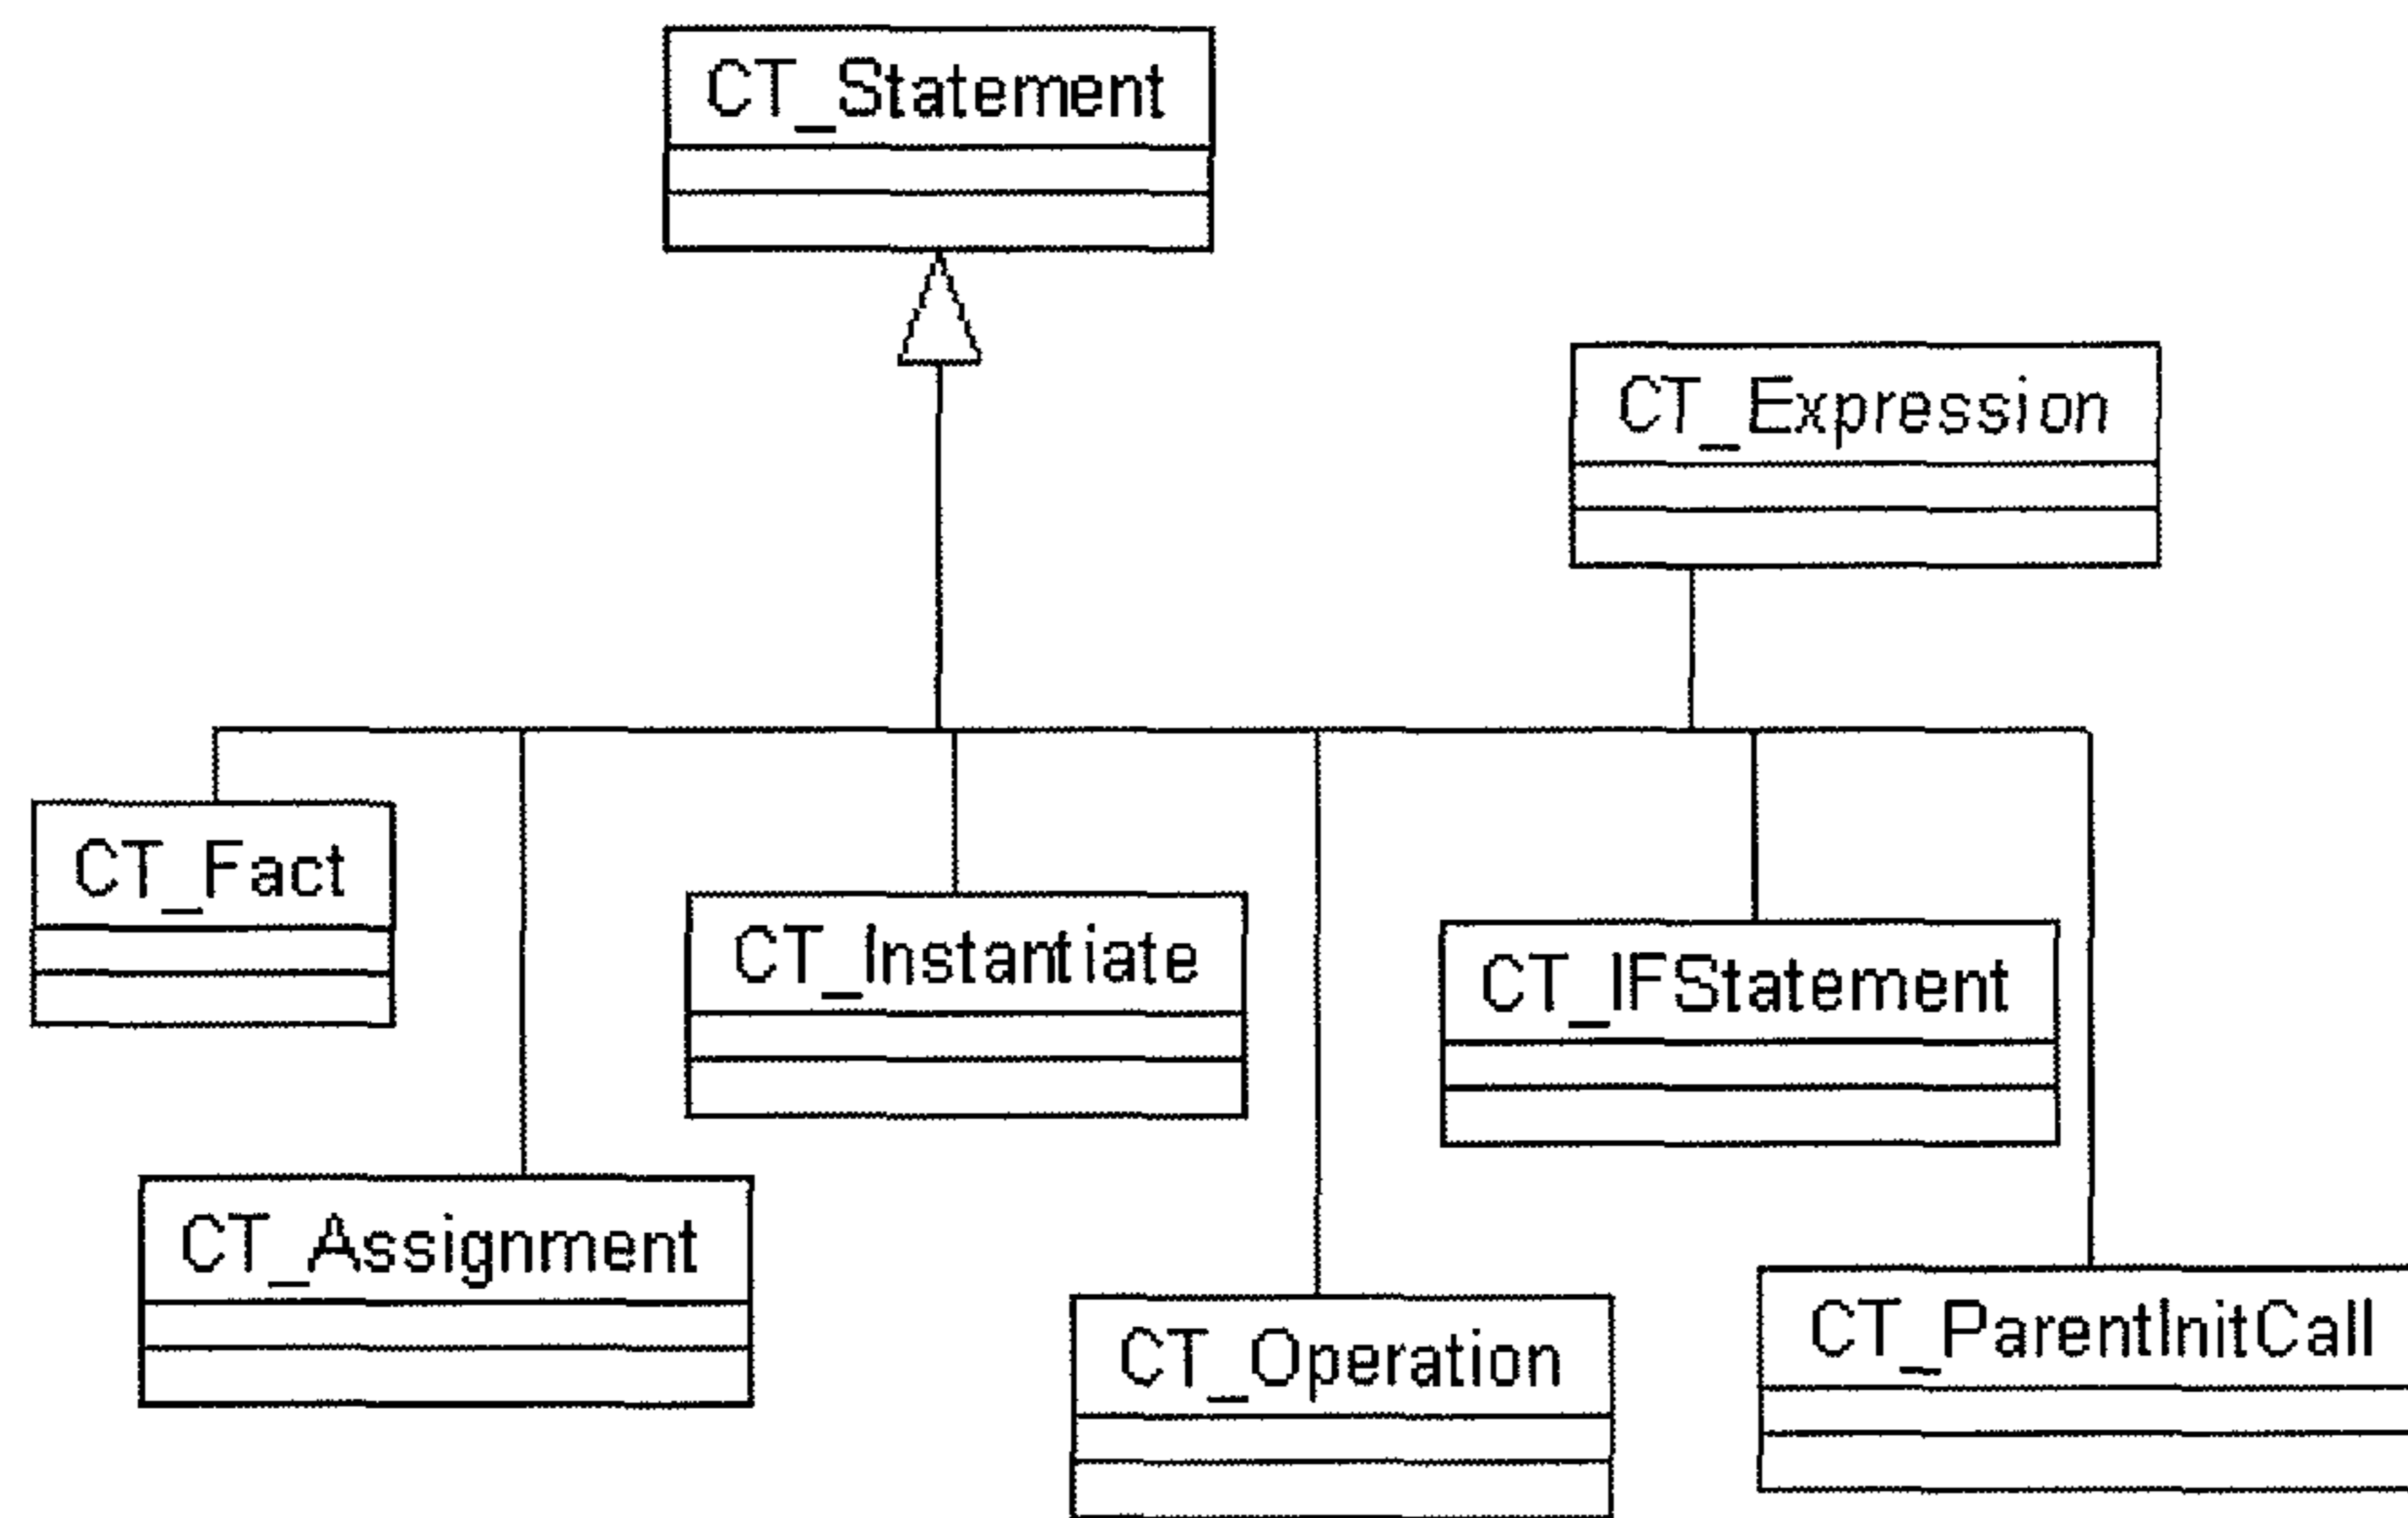 CT_Statement
CT_Expression
CT_Fact
CT_Instantiate
CT_IFStatement
CT_Assignment
CT_Operation
CT_ParentInitCall